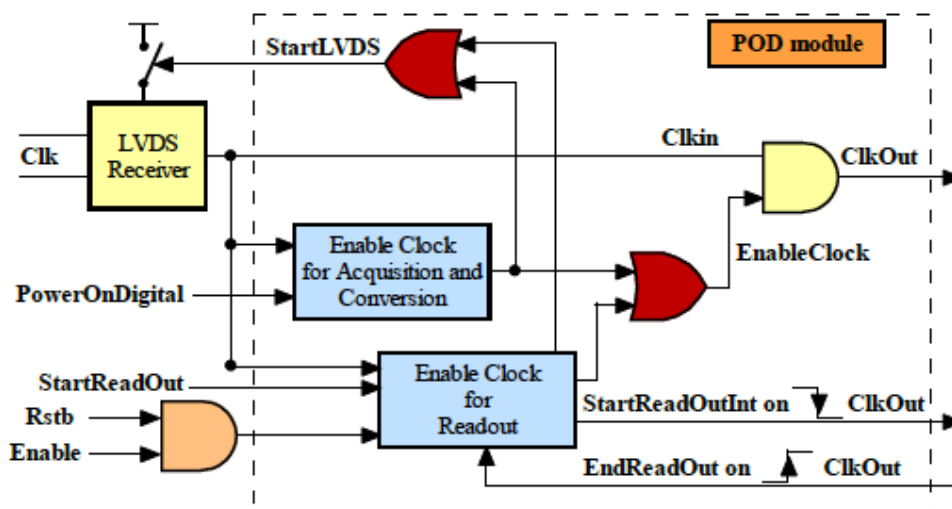 POD module
StartLVDS
LVDS
Receiver
Clk
Clkin
ClkOut
Enable Clock
for Acquisition and
Conversion
EnableClock
PowerOnDigital
StartReadOut
Enable Clock
for
Readout
Rstb
Enable
StartReadOutInt on ClkOut
EndReadOut on ClkOut